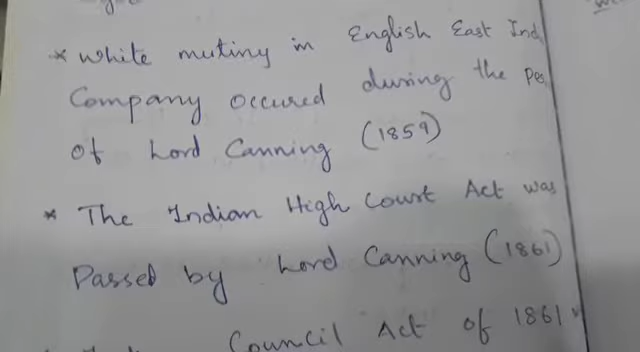 * White mutiny in English East Ind
Company occured during the pe
of Lord Canning (1859)
* The Indian High Court Act was
Passed by Lord Canning (1861)
Council Act of 1861